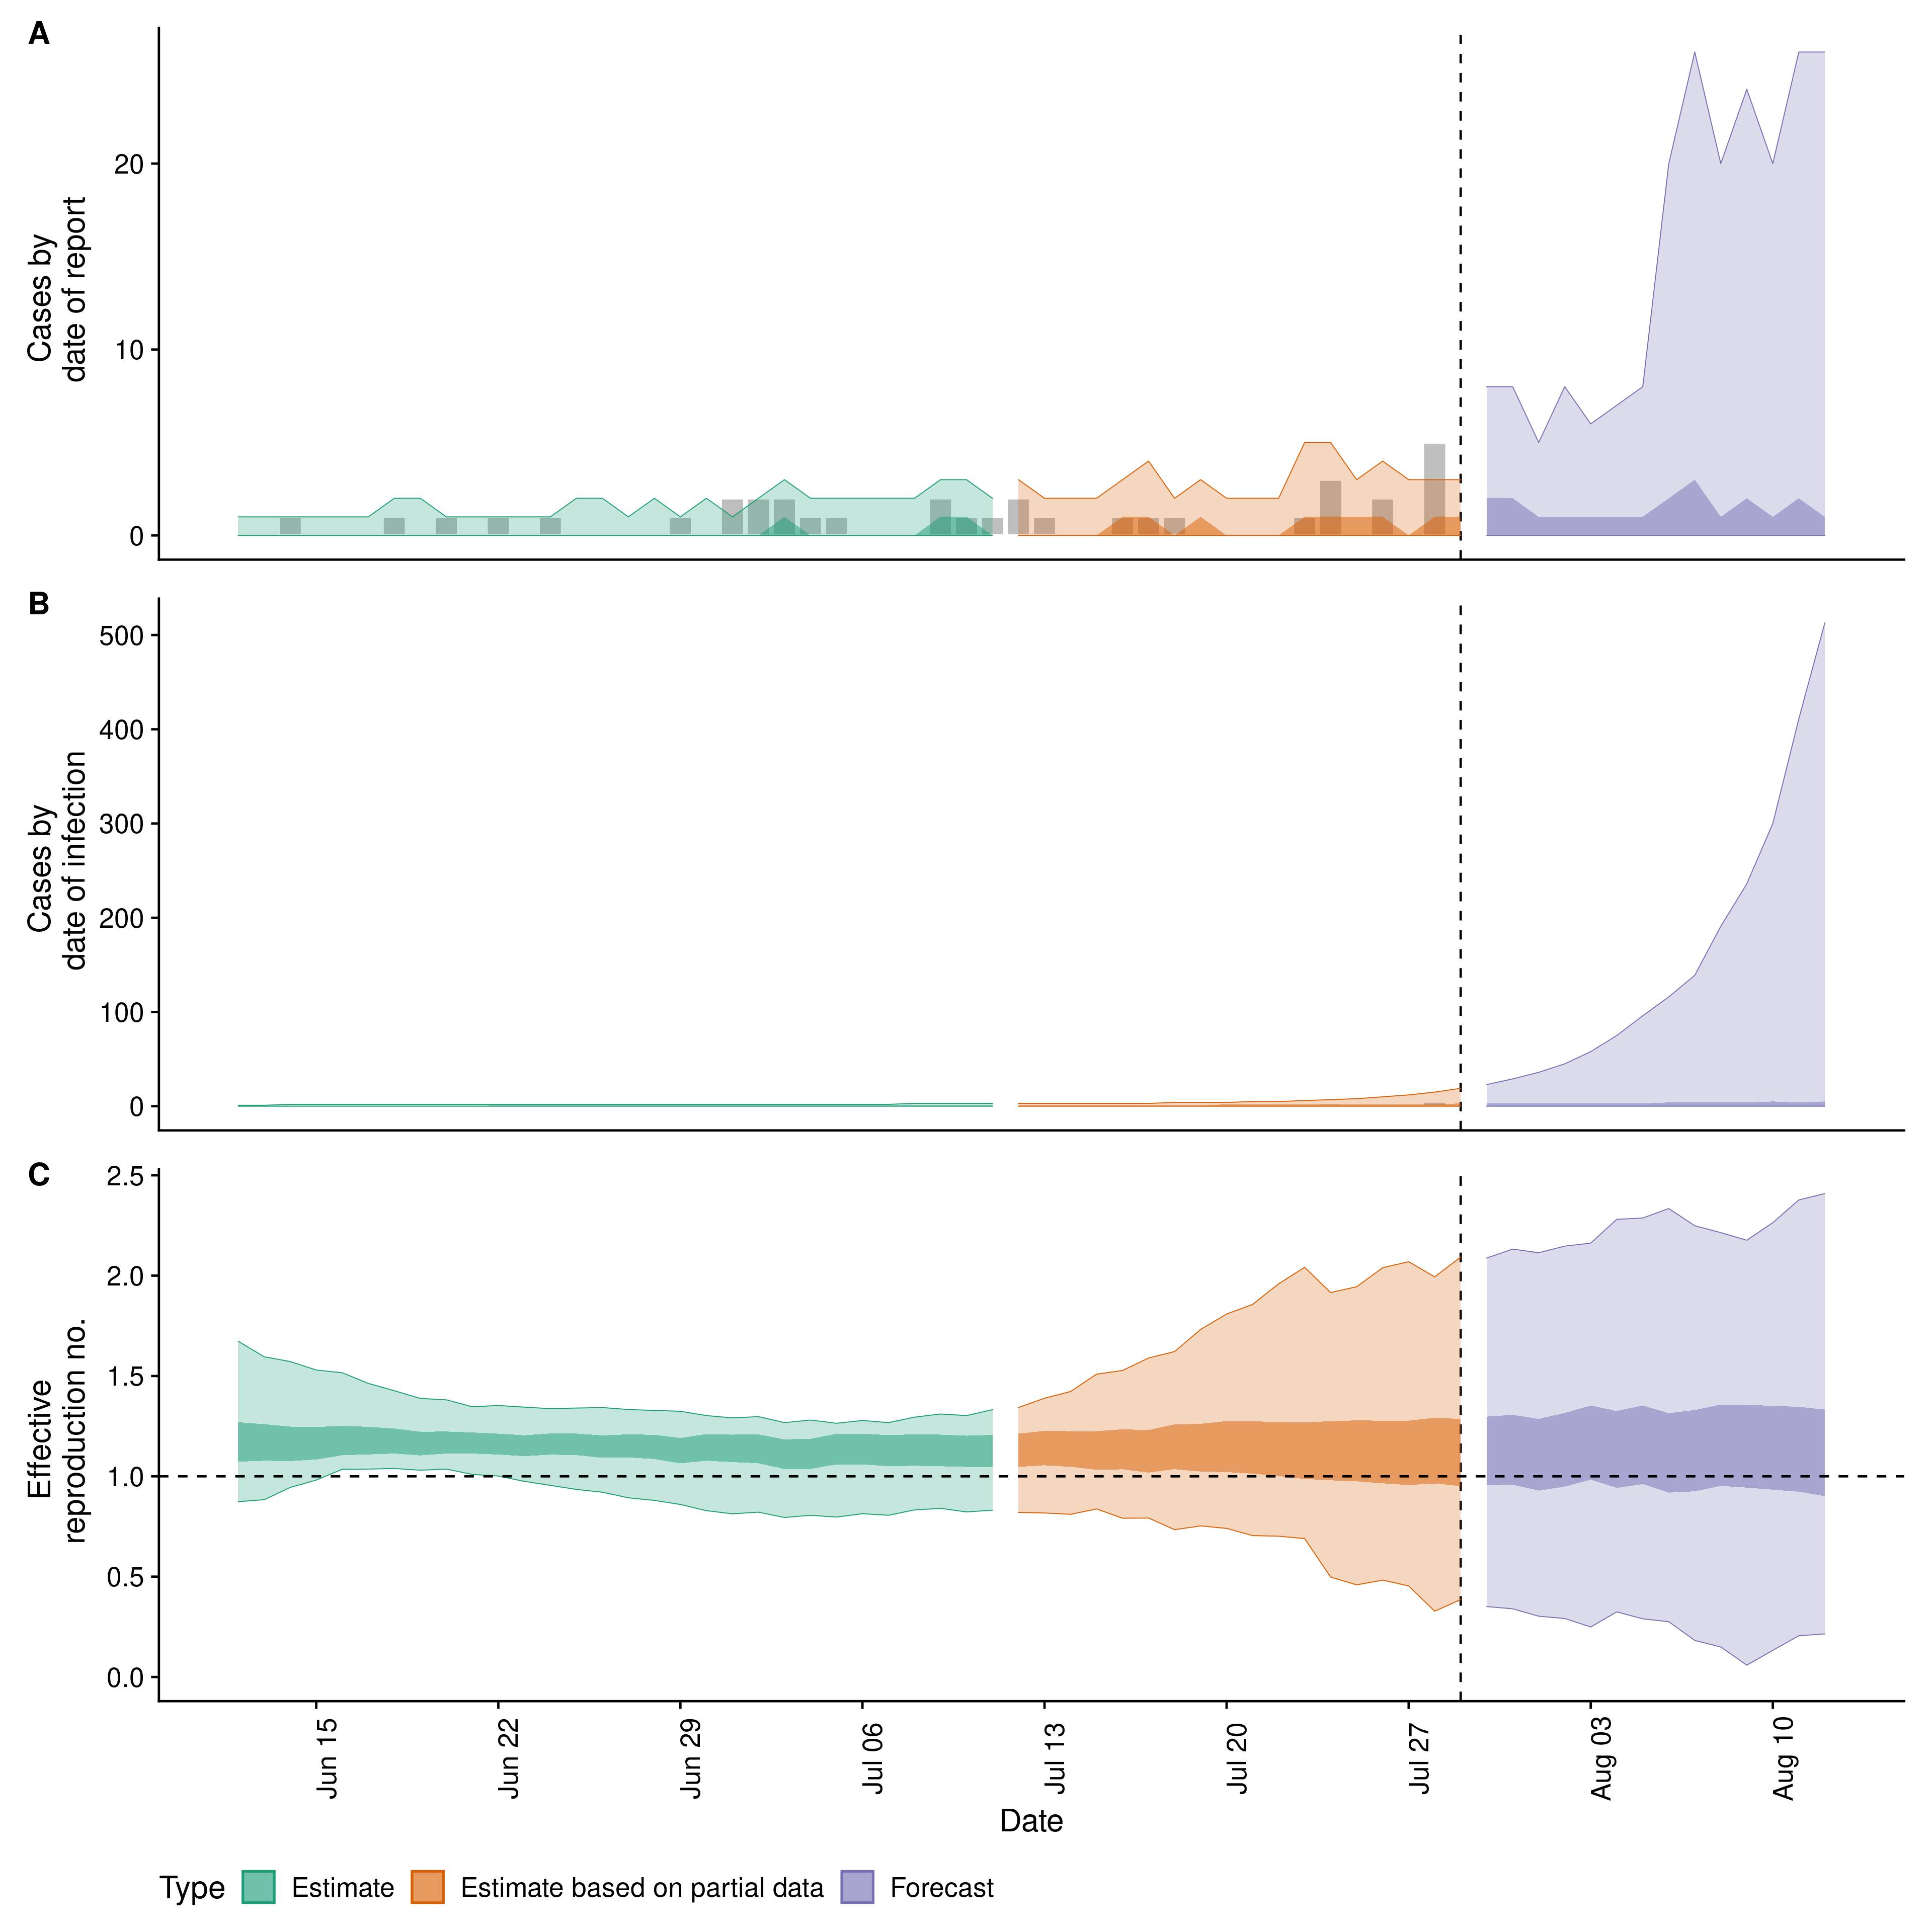 A
Cases by
date of report
20
10
0
B
Cases by
date of infection
500
400
300
200
100
0
C
Effective
reproduction no.
2.5
2.0
1.5
1.0
0.5
0.0
Jun 15
Jun 22
Jun 29
Jul 06
Jul 13
Jul 20
Jul 27
Aug 03
Aug 10
Date
Type Estimate Estimate based on partial data Forecast